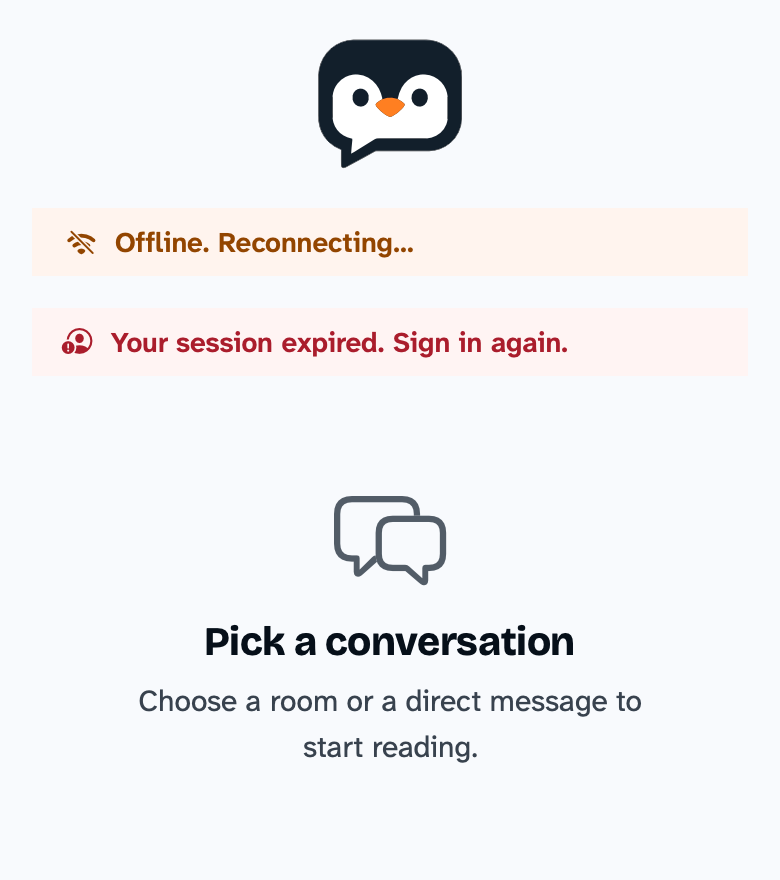 Offline. Reconnecting...
Your session expired. Sign in again.
Pick a conversation
Choose a room or a direct message to
start reading.